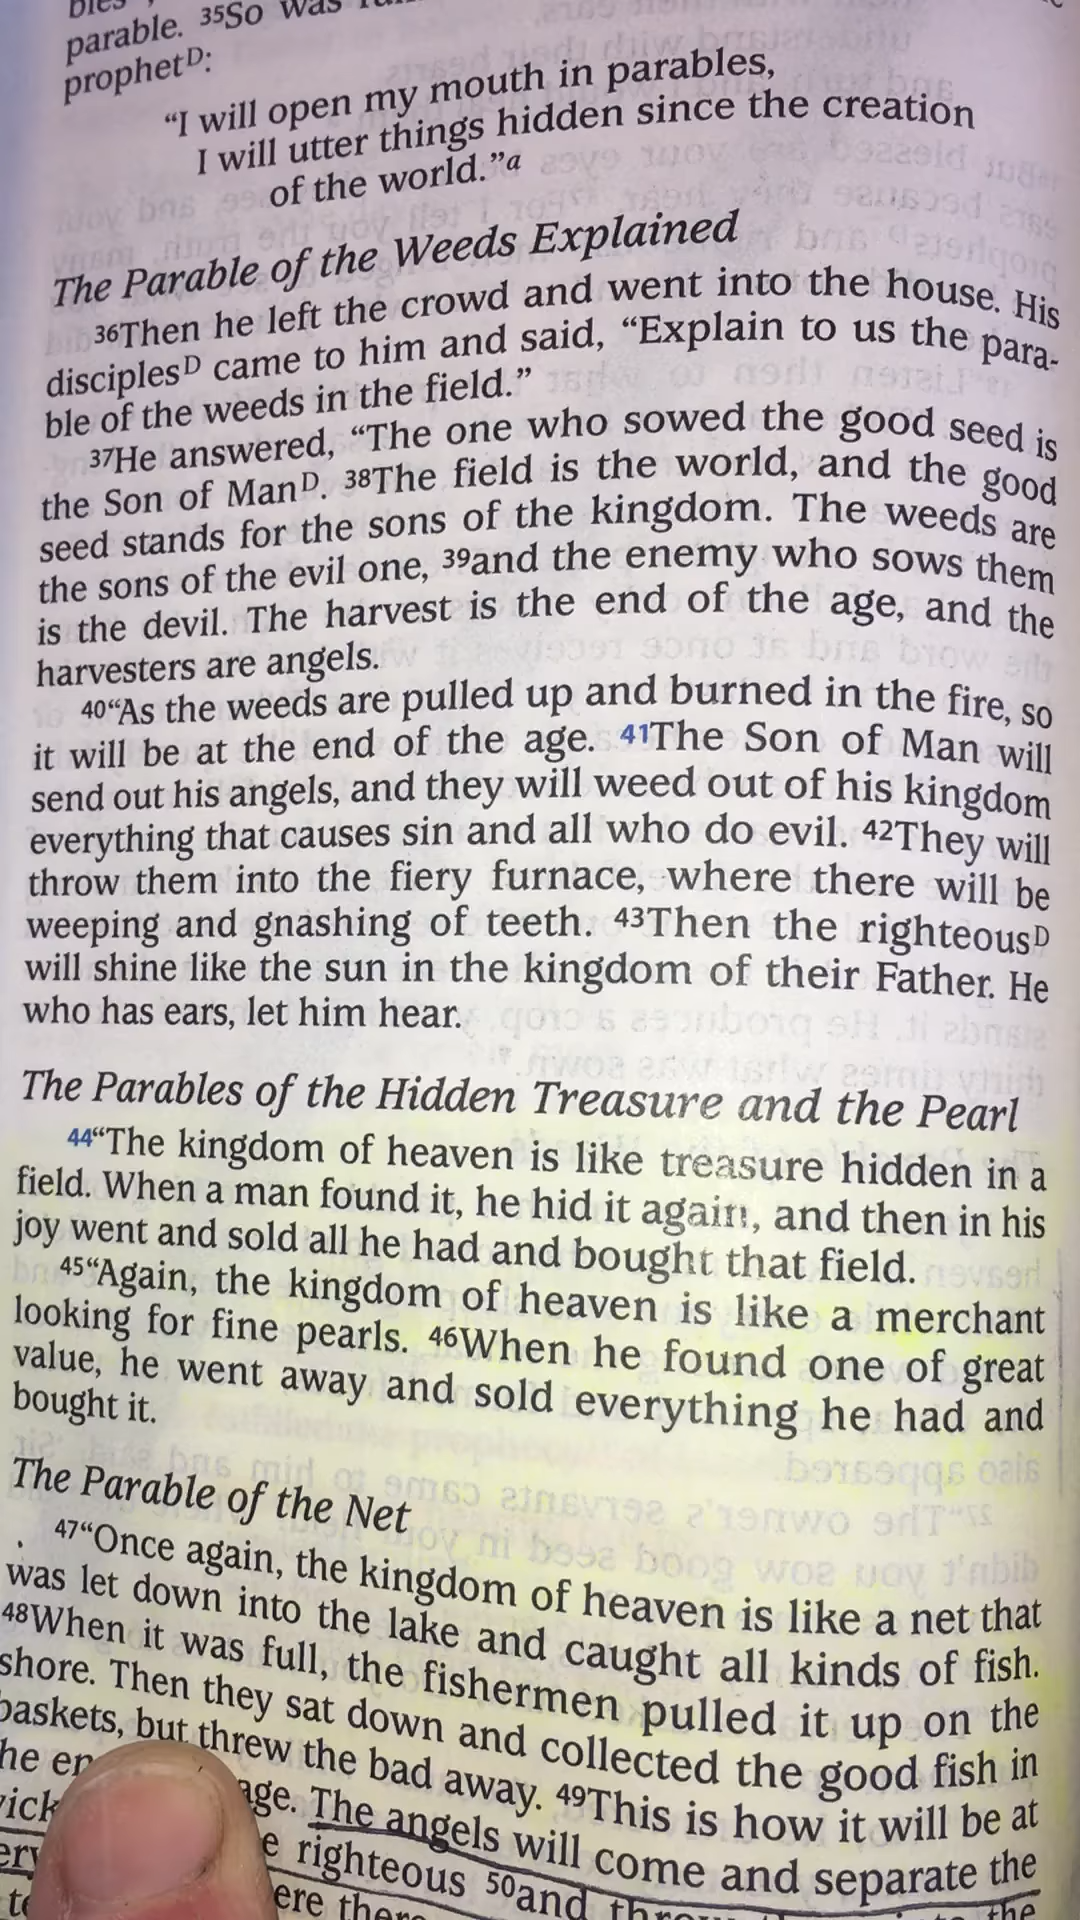 parable. 35So was
prophetD:
“I will open my mouth in parables,
I will utter things hidden since the creation
of the world.”a
The Parable of the Weeds Explained
36Then he left the crowd and went into the house. His
disciplesD came to him and said, “Explain to us the para-
ble of the weeds in the field.”
37He answered, “The one who sowed the good seed is
the Son of ManD. 38The field is the world, and the good
seed stands for the sons of the kingdom. The weeds are
the sons of the evil one, 39and the enemy who sows them
is the devil. The harvest is the end of the age, and the
harvesters are angels.
40“As the weeds are pulled up and burned in the fire, so
it will be at the end of the age. 41The Son of Man will
send out his angels, and they will weed out of his kingdom
everything that causes sin and all who do evil. 42They will
throw them into the fiery furnace, where there will be
weeping and gnashing of teeth. 43Then the righteousD
will shine like the sun in the kingdom of their Father. He
who has ears, let him hear.
The Parables of the Hidden Treasure and the Pearl
44“The kingdom of heaven is like treasure hidden in a
field. When a man found it, he hid it again, and then in his
joy went and sold all he had and bought that field.
45“Again, the kingdom of heaven is like a merchant
looking for fine pearls. 46When he found one of great
value, he went away and sold everything he had and
bought it.
The Parable of the Net
47“Once again, the kingdom of heaven is like a net that
was let down into the lake and caught all kinds of fish.
48When it was full, the fishermen pulled it up on the
shore. Then they sat down and collected the good fish in
baskets, but threw the bad away. 49This is how it will be at
age. The angels will come and separate the
righteous 50and
the